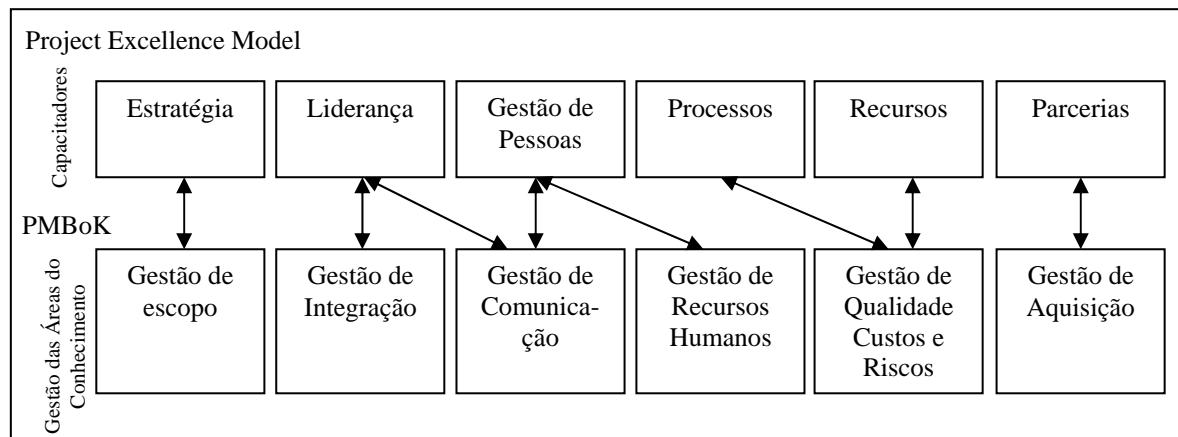 Project Excellence Model
Capacitadores
Estratégia
Liderança
Gestão de
Pessoas
Processos
Recursos
Parcerias
PMBoK
Gestão das Áreas do
Conhecimento
Gestão de
escopo
Gestão de
Integração
Gestão de
Comunica-
ção
Gestão de
Recursos
Humanos
Gestão de
Qualidade
Custos e
Riscos
Gestão de
Aquisição